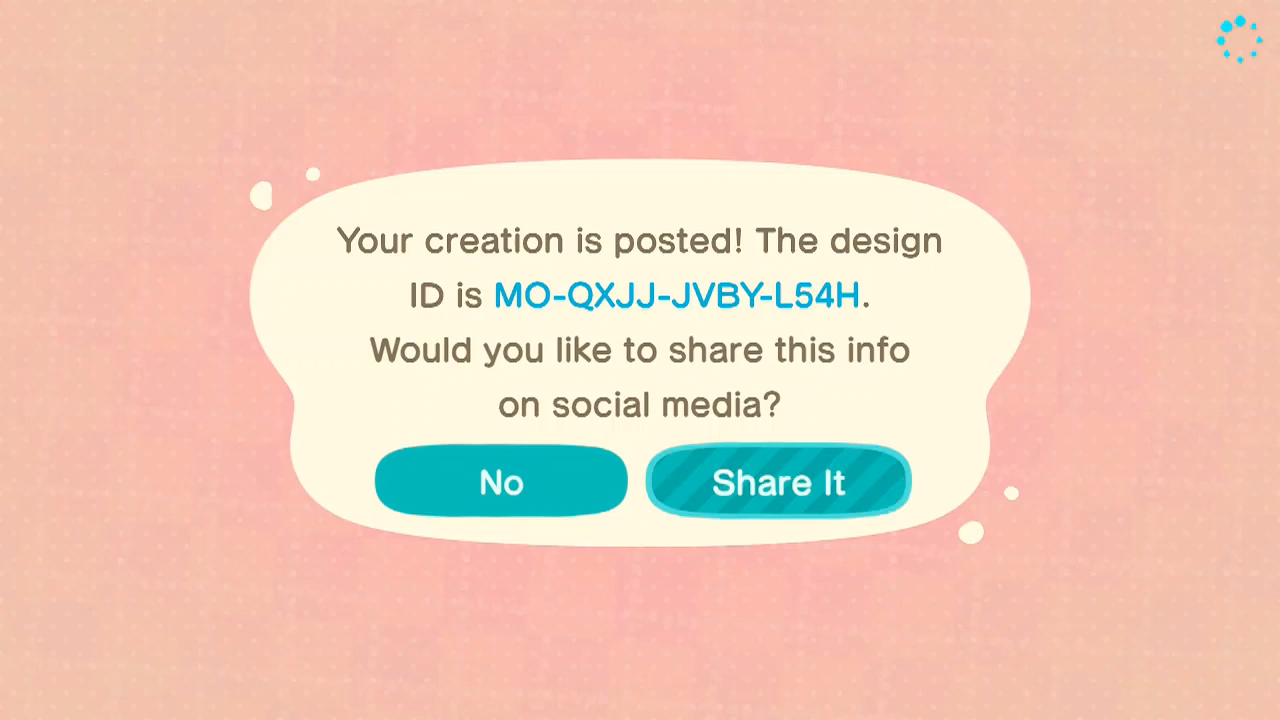 Your creation is posted! The design
ID is MO-QXJJ-JVBY-L54H.
Would you like to share this info
on social media?
No
Share It